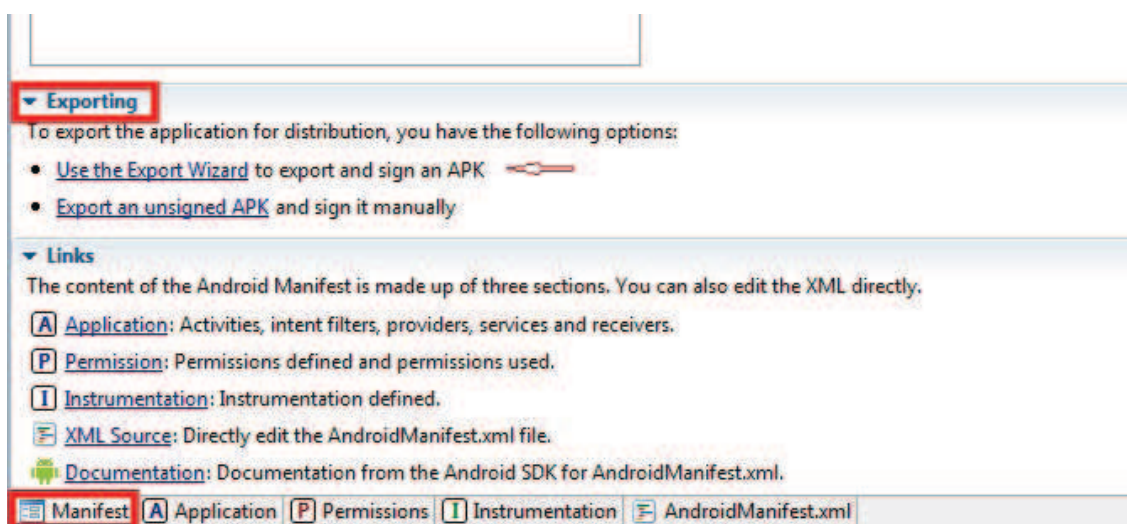 Exporting
To export the application for distribution, you have the following options:
Use the Export Wizard to export and sign an APK
Export an unsigned APK and sign it manually
Links
The content of the Android Manifest is made up of three sections. You can also edit the XML directly.
A Application: Activities, intent filters, providers, services and receivers.
P Permission: Permissions defined and permissions used.
I Instrumentation: Instrumentation defined.
XML Source: Directly edit the AndroidManifest.xml file.
Documentation: Documentation from the Android SDK for AndroidManifest.xml.
Manifest A Application P Permissions I Instrumentation AndroidManifest.xml